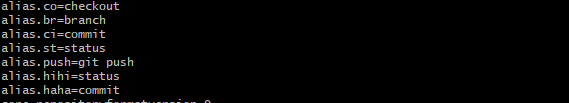 alias.co=checkout
alias.br=branch
alias.ci=commit
alias.st=status
alias.push=git push
alias.hihi=status
alias.haha=commit